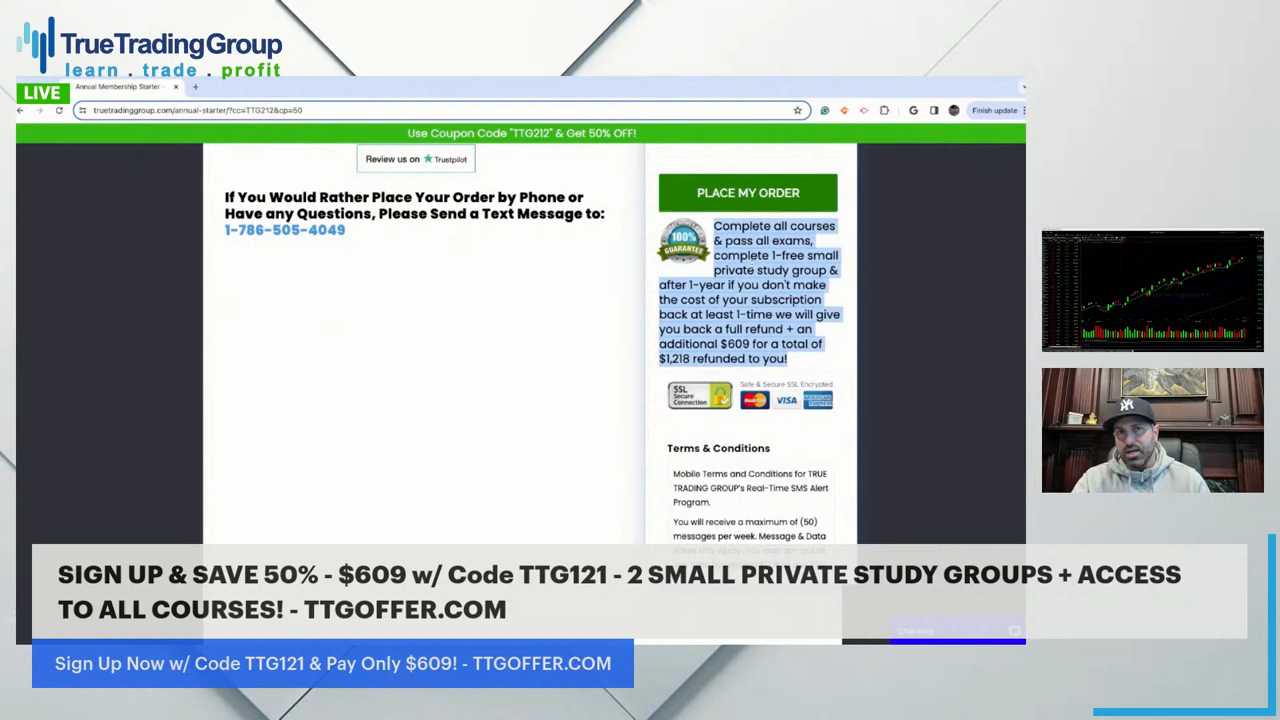 TrueTradingGroup
learn . trade . profit
LIVE
Annual Membership Starter -
truetradinggroup.com/annual-starter/?cc=TTG212&cp=50
Finish update
Use Coupon Code "TTG212" & Get 50% OFF!
Review us on Trustpilot
If You Would Rather Place Your Order by Phone or
Have any Questions, Please Send a Text Message to:
1-786-505-4049
PLACE MY ORDER
100%
GUARANTEE
Complete all courses
& pass all exams,
complete 1-free small
private study group &
after 1-year if you don't make
the cost of your subscription
back at least 1-time we will give
you back a full refund + an
additional $609 for a total of
$1,218 refunded to you!
SSL
Secure
Connection
Safe & Secure SSL Encrypted
MasterCard
VISA
AMERICAN
EXPRESS
Terms & Conditions
Mobile Terms and Conditions for TRUE
TRADING GROUP's Real-Time SMS Alert
Program.
You will receive a maximum of (50)
messages per week. Message & Data
SIGN UP & SAVE 50% - $609 w/ Code TTG121 - 2 SMALL PRIVATE STUDY GROUPS + ACCESS
TO ALL COURSES! - TTGOFFER.COM
Sign Up Now w/ Code TTG121 & Pay Only $609! - TTGOFFER.COM